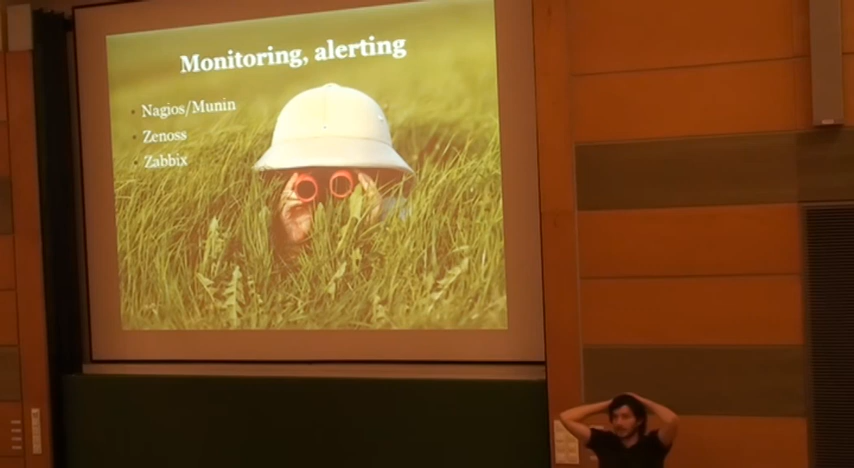 Monitoring, alerting
• Nagios/Munin
• Zenoss
• Zabbix